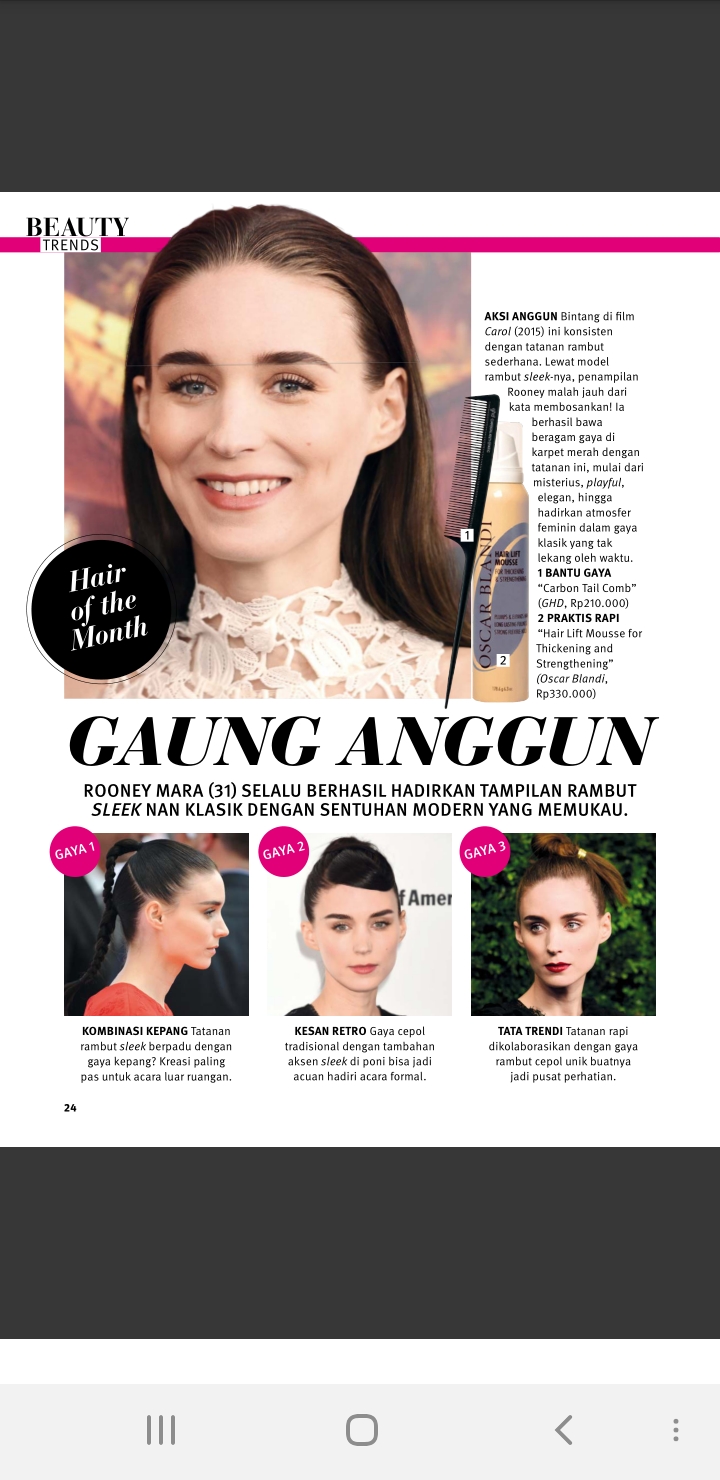 BEAUTY
TRENDS
AKSI ANGGUN Bintang di film
Carol (2015) ini konsisten
dengan tatanan rambut
sederhana. Lewat model
rambut sleek-nya, penampilan
Rooney malah jauh dari
kata membosankan! Ia
berhasil bawa
beragam gaya di
karpet merah dengan
tatanan ini, mulai dari
misterius, playful,
elegan, hingga
hadirkan atmosfer
feminin dalam gaya
klasik yang tak
lekang oleh waktu.
1 BANTU GAYA
“Carbon Tail Comb”
(GHD, Rp210.000)
2 PRAKTIS RAPI
“Hair Lift Mousse for
Thickening and
Strengthening”
(Oscar Blandi,
Rp330.000)
1
OSCAR BLANDI
HAIR LIFT
MOUSSE
FOR THICKENING
& STRENGTHENING
2
Hair
of the
Month
GAUNG ANGGUN
ROONEY MARA (31) SELALU BERHASIL HADIRKAN TAMPILAN RAMBUT
SLEEK NAN KLASIK DENGAN SENTUHAN MODERN YANG MEMUKAU.
GAYA 1
KOMBINASI KEPANG Tatanan
rambut sleek berpadu dengan
gaya kepang? Kreasi paling
pas untuk acara luar ruangan.
GAYA 2
f Amer
KESAN RETRO Gaya cepol
tradisional dengan tambahan
aksen sleek di poni bisa jadi
acuan hadiri acara formal.
GAYA 3
TATA TRENDI Tatanan rapi
dikolaborasikan dengan gaya
rambut cepol unik buatnya
jadi pusat perhatian.
24